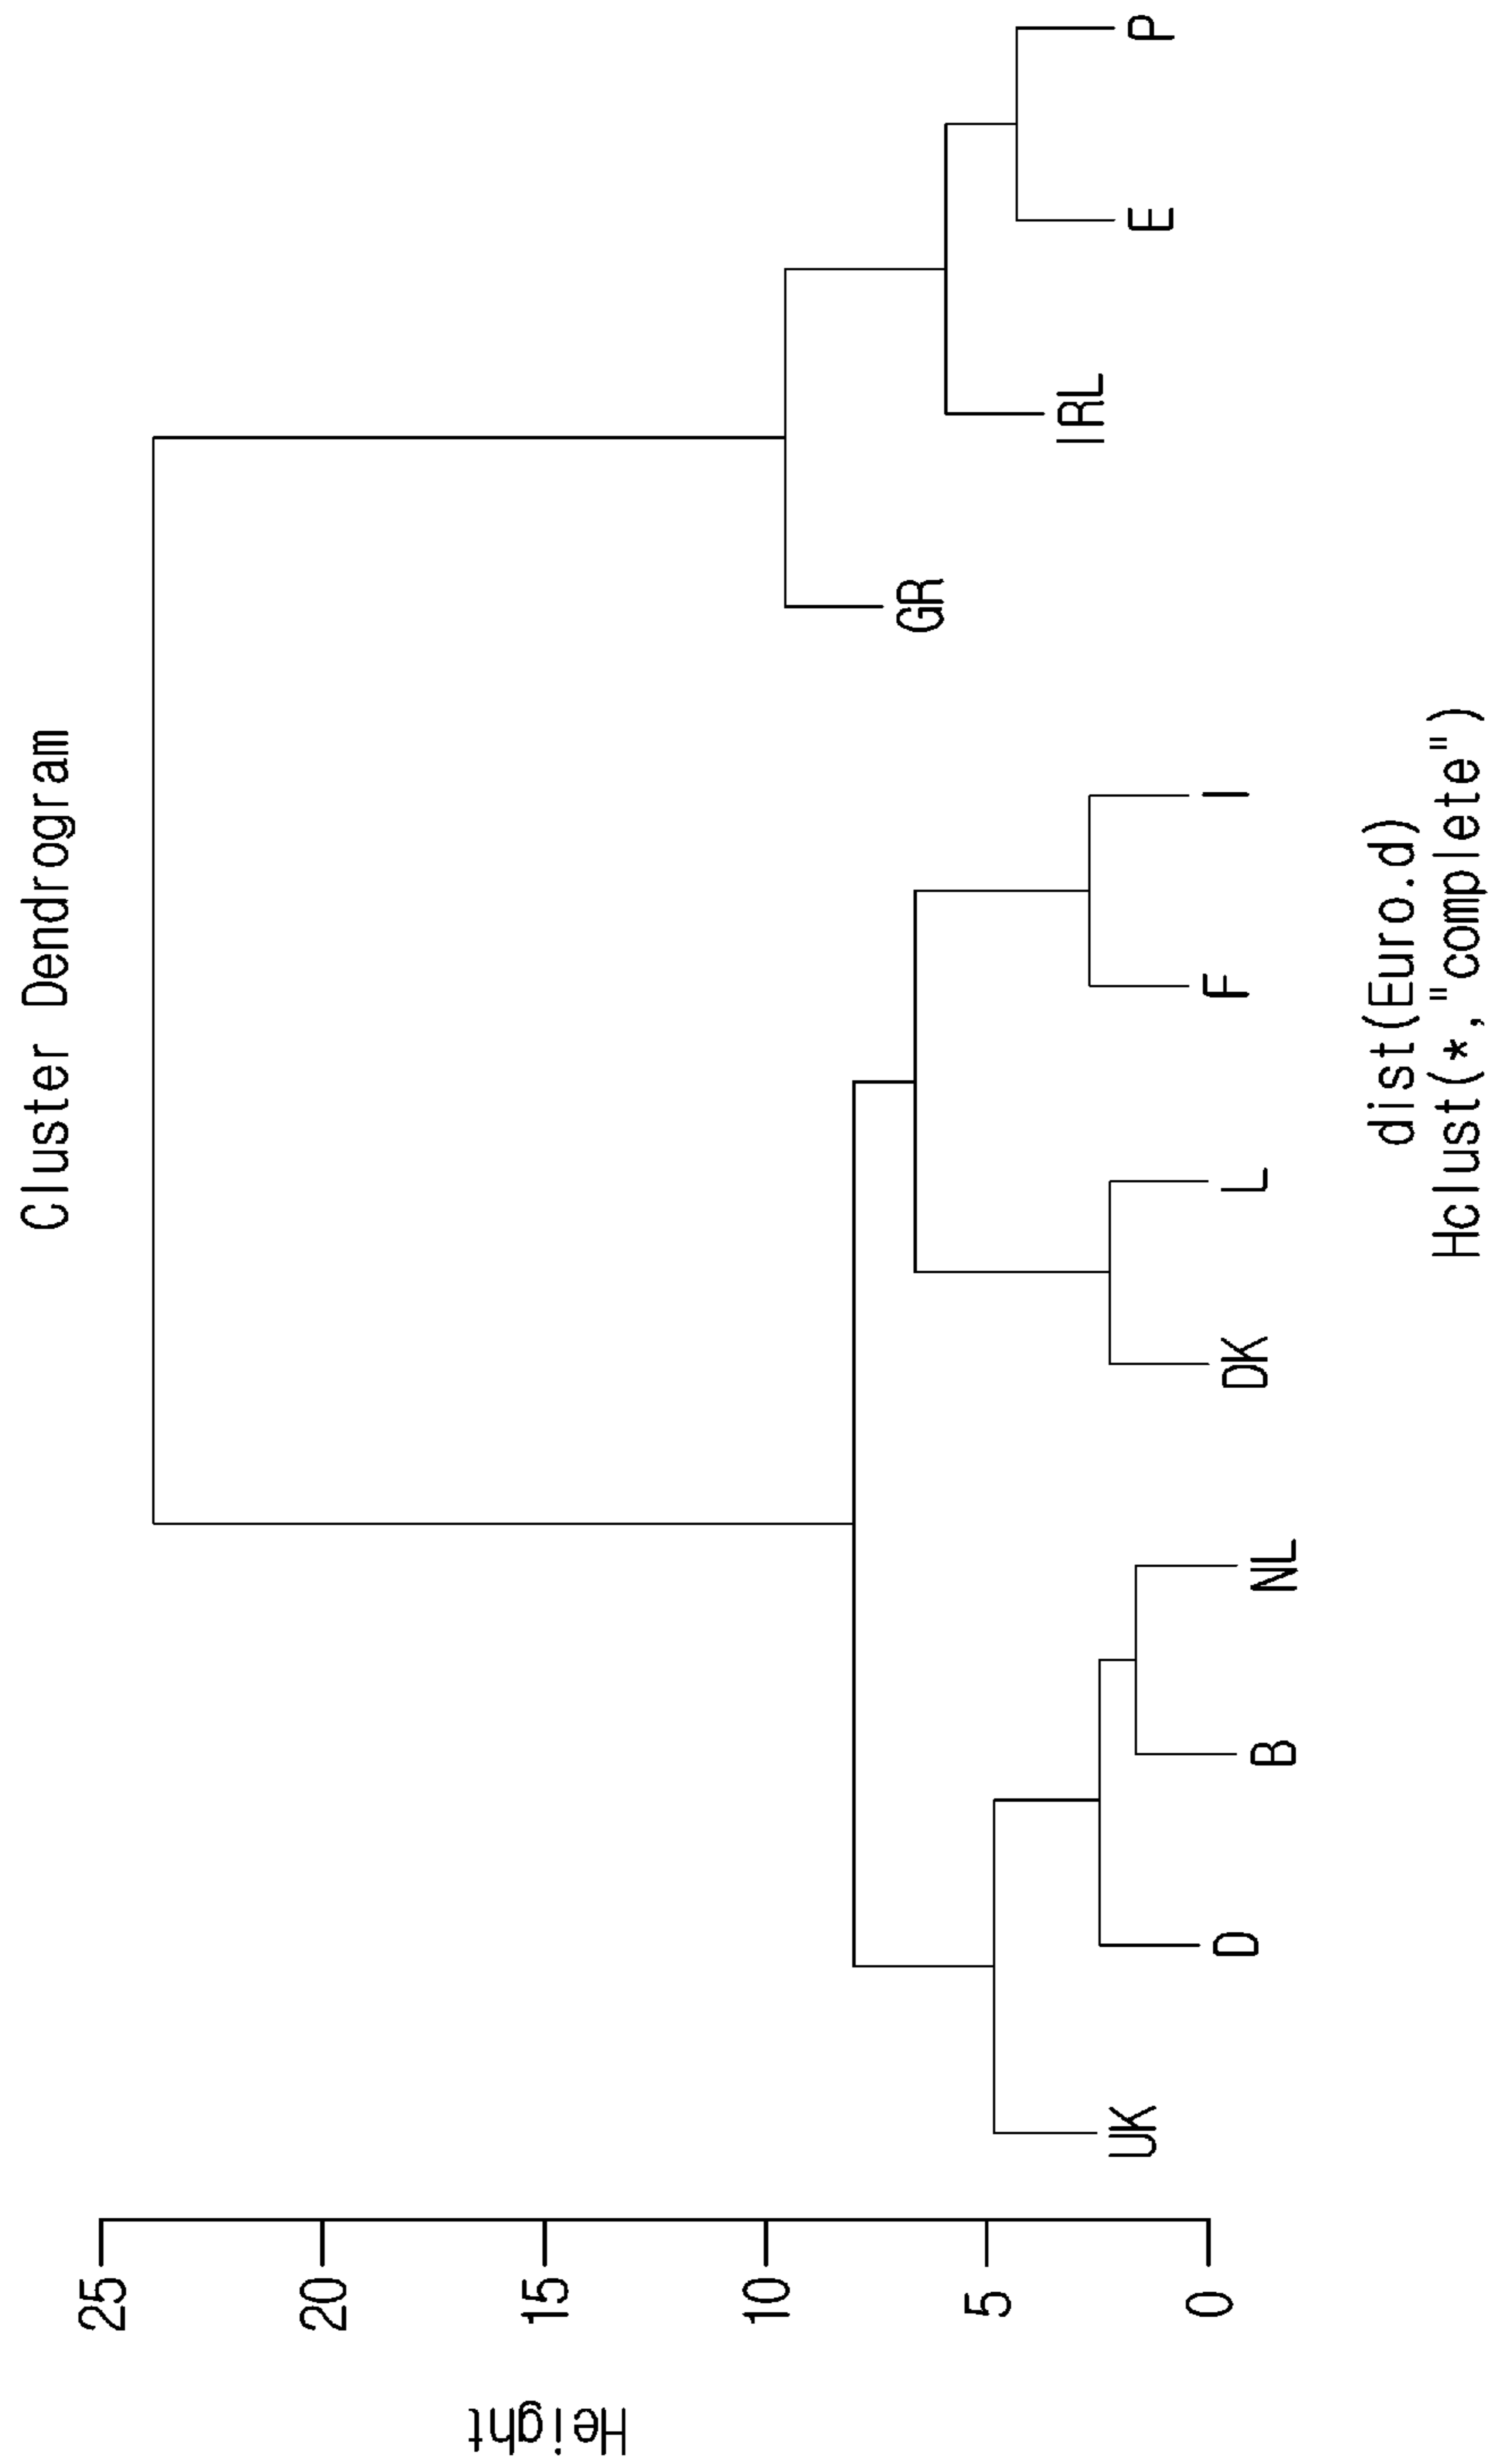 Cluster Dendrogram
Height
25
20
15
10
5
0
UK
D
B
NL
DK
L
F
I
GR
IRL
E
P
dist(Euro.d)
Hclust(*,"complete")